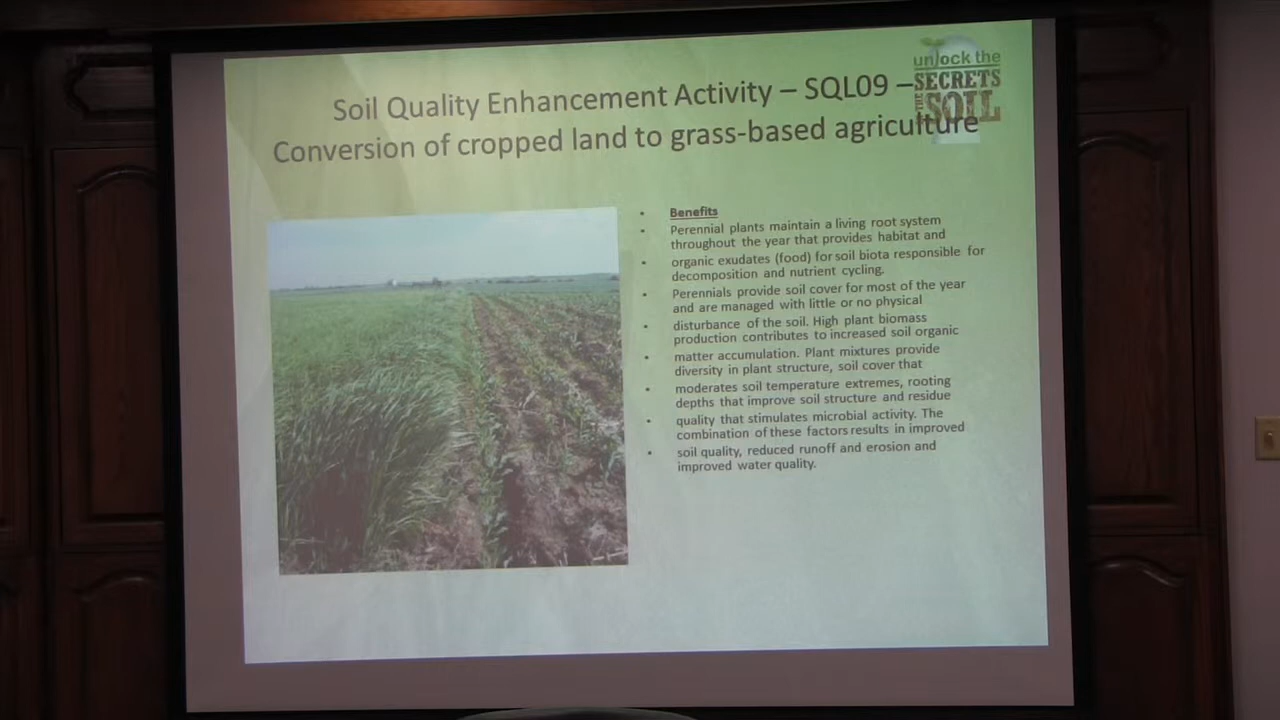 Soil Quality Enhancement Activity – SQL09 –
Conversion of cropped land to grass-based agriculture
unlock the
SECRETS
IN THE
SOIL
• Benefits
• Perennial plants maintain a living root system
throughout the year that provides habitat and
• organic exudates (food) for soil biota responsible for
decomposition and nutrient cycling.
• Perennials provide soil cover for most of the year
and are managed with little or no physical
• disturbance of the soil. High plant biomass
production contributes to increased soil organic
• matter accumulation. Plant mixtures provide
diversity in plant structure, soil cover that
• moderates soil temperature extremes, rooting
depths that improve soil structure and residue
• quality that stimulates microbial activity. The
combination of these factors results in improved
• soil quality, reduced runoff and erosion and
improved water quality.